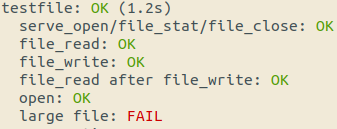 testfile: OK (1.2s)
serve_open/file_stat/file_close: OK
file_read: OK
file_write: OK
file_read after file_write: OK
open: OK
large file: FAIL